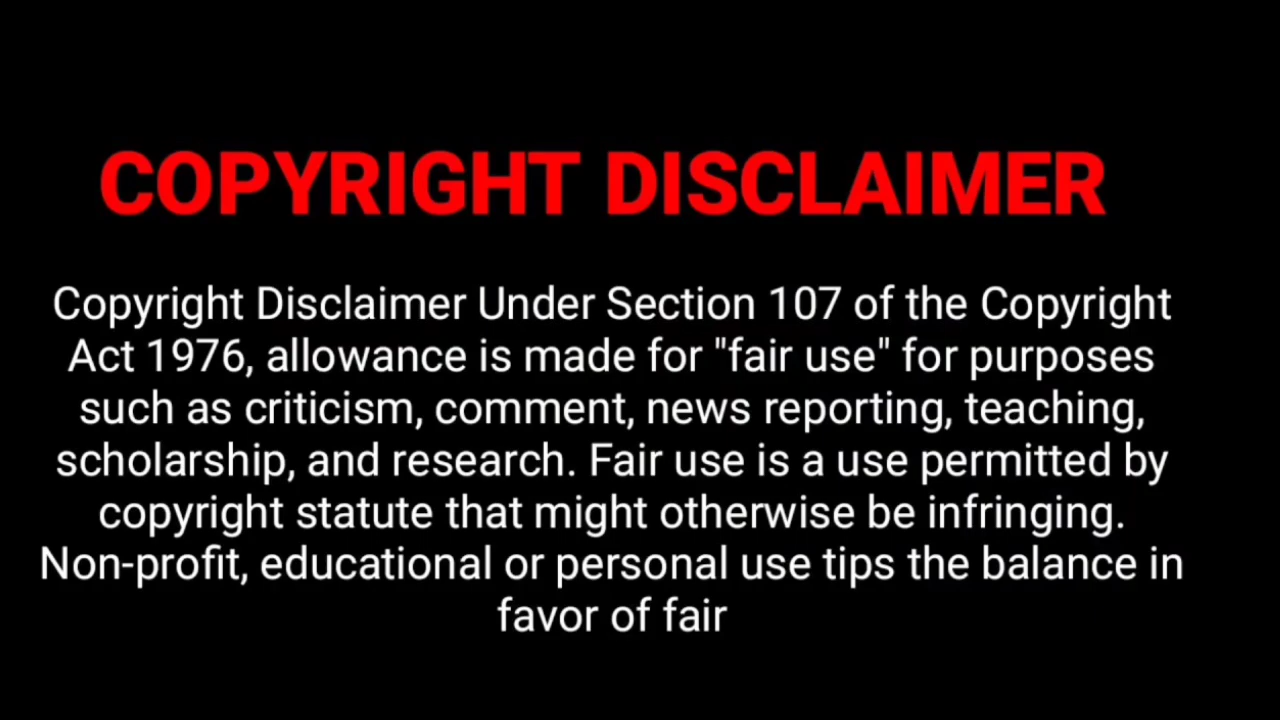 COPYRIGHT DISCLAIMER
Copyright Disclaimer Under Section 107 of the Copyright
Act 1976, allowance is made for "fair use" for purposes
such as criticism, comment, news reporting, teaching,
scholarship, and research. Fair use is a use permitted by
copyright statute that might otherwise be infringing.
Non-profit, educational or personal use tips the balance in
favor of fair